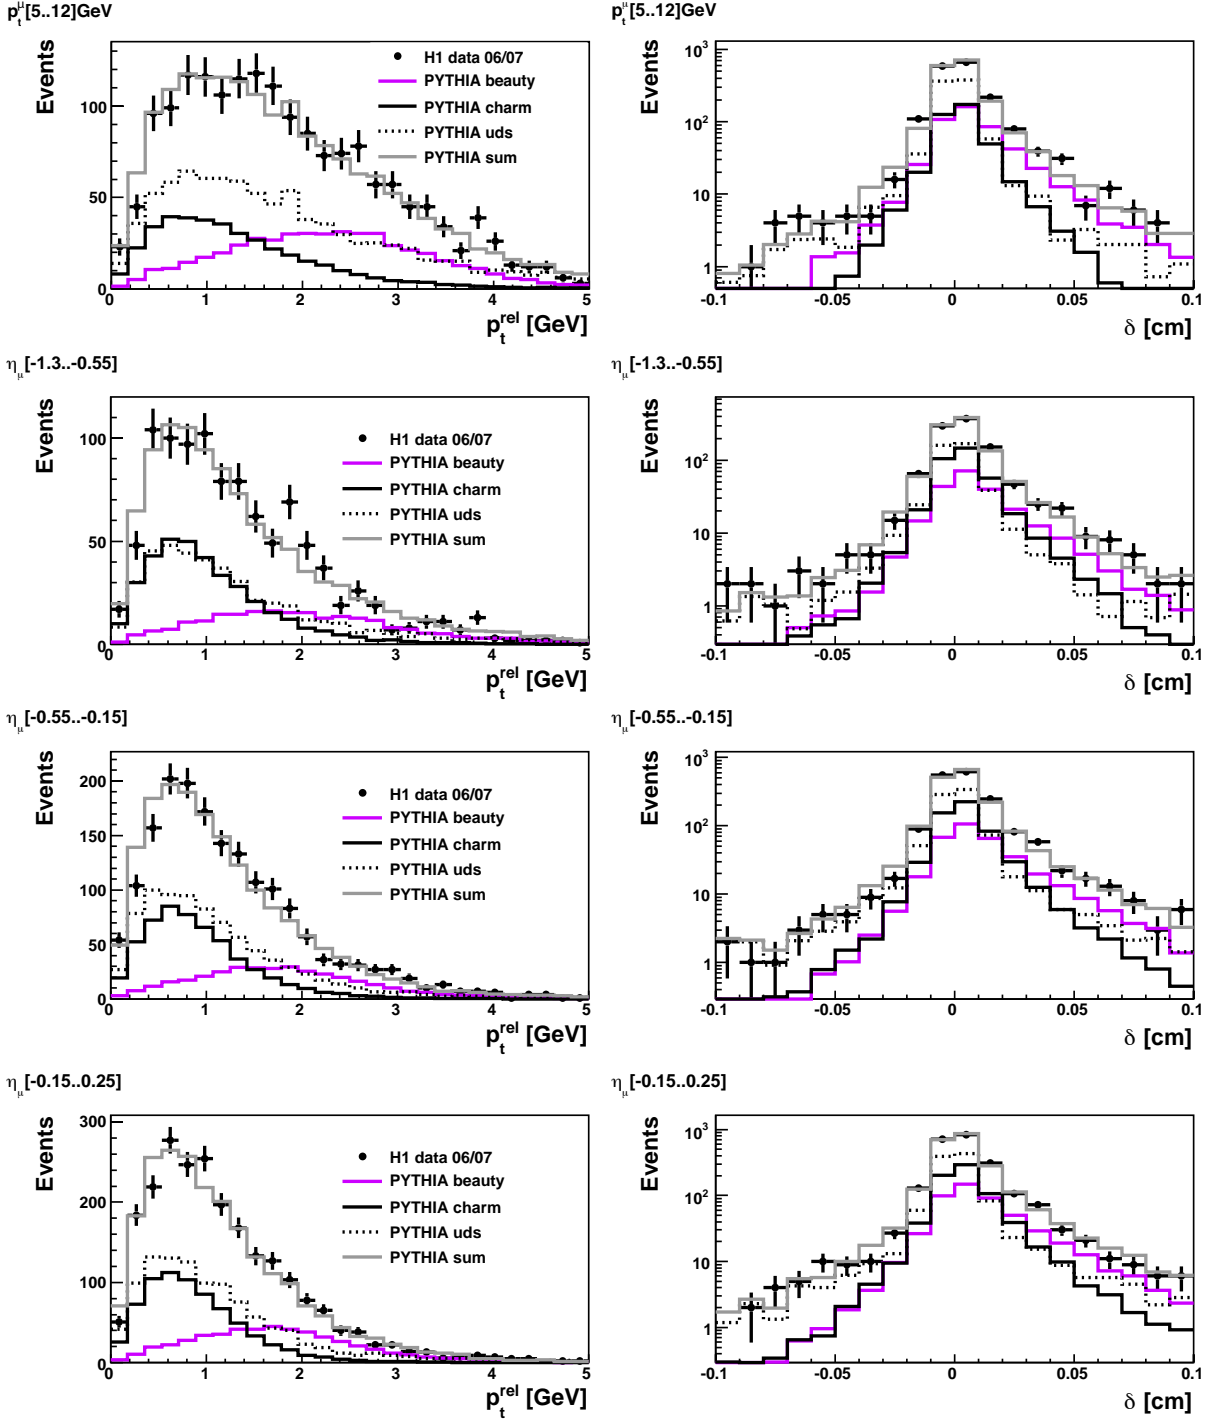 p_t^μ[5..12]GeV
Events
100
50
0
0 1 2 3 4 5
p_t^rel [GeV]
H1 data 06/07
PYTHIA beauty
PYTHIA charm
PYTHIA uds
PYTHIA sum
p_t^μ[5..12]GeV
Events
10^3
10^2
10
1
-0.1 -0.05 0 0.05 0.1
δ [cm]
η_μ[-1.3..-0.55]
Events
100
50
0
0 1 2 3 4 5
p_t^rel [GeV]
H1 data 06/07
PYTHIA beauty
PYTHIA charm
PYTHIA uds
PYTHIA sum
η_μ[-1.3..-0.55]
Events
10^2
10
1
-0.1 -0.05 0 0.05 0.1
δ [cm]
η_μ[-0.55..-0.15]
Events
200
150
100
50
0
0 1 2 3 4 5
p_t^rel [GeV]
H1 data 06/07
PYTHIA beauty
PYTHIA charm
PYTHIA uds
PYTHIA sum
η_μ[-0.55..-0.15]
Events
10^3
10^2
10
1
-0.1 -0.05 0 0.05 0.1
δ [cm]
η_μ[-0.15..0.25]
Events
300
200
100
0
0 1 2 3 4 5
p_t^rel [GeV]
H1 data 06/07
PYTHIA beauty
PYTHIA charm
PYTHIA uds
PYTHIA sum
η_μ[-0.15..0.25]
Events
10^3
10^2
10
1
-0.1 -0.05 0 0.05 0.1
δ [cm]